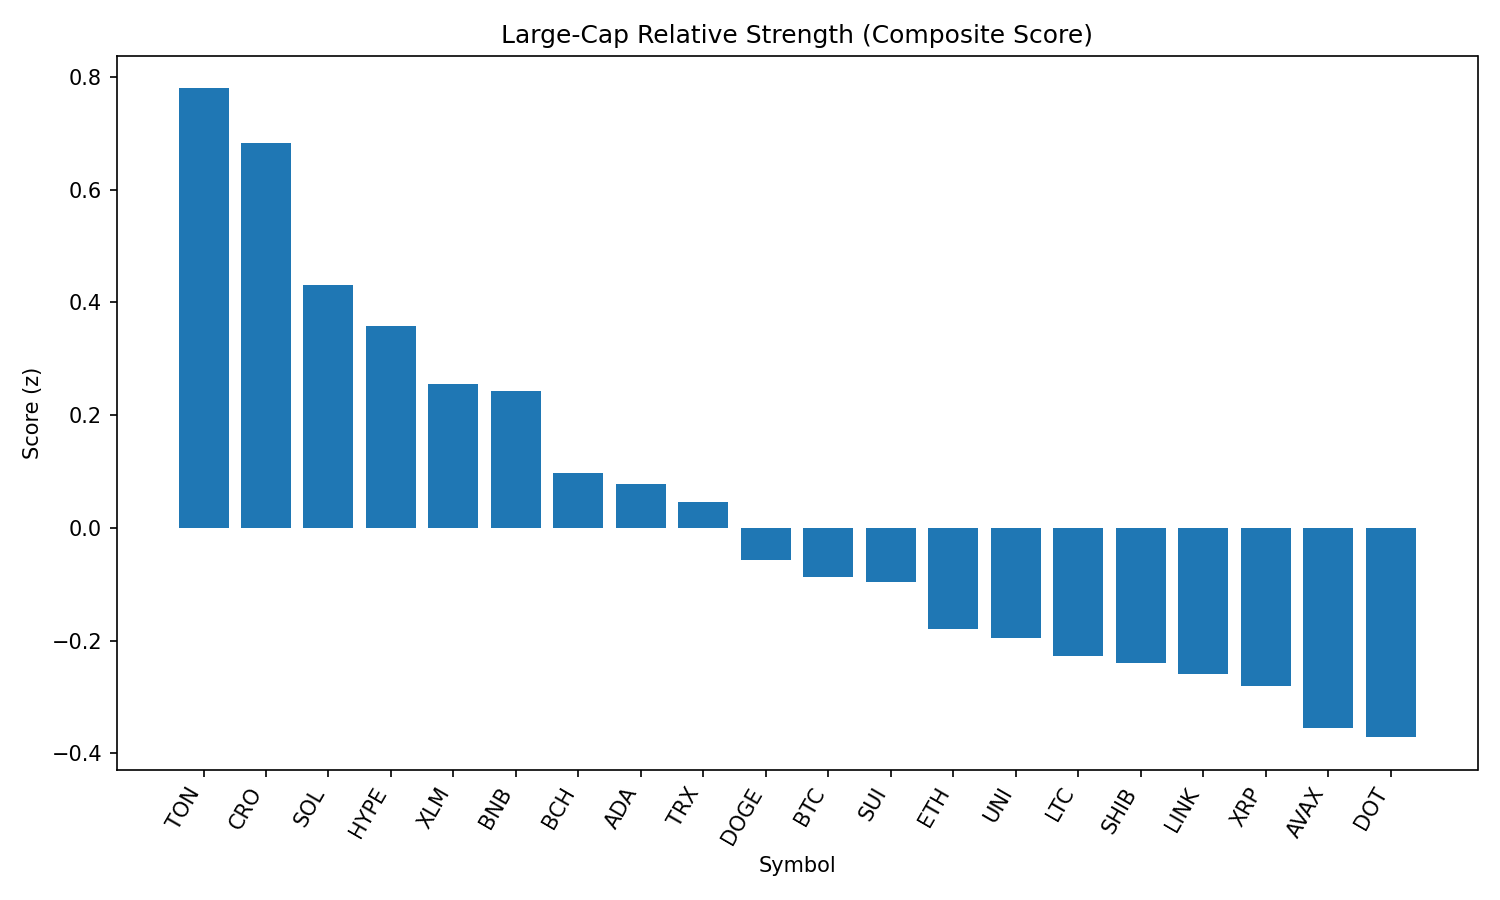 Large-Cap Relative Strength (Composite Score)
0.8
0.6
0.4
0.2
0.0
−0.2
−0.4
Score (z)
TON
CRO
SOL
HYPE
XLM
BNB
BCH
ADA
TRX
DOGE
BTC
SUI
ETH
UNI
LTC
SHIB
LINK
XRP
AVAX
DOT
Symbol